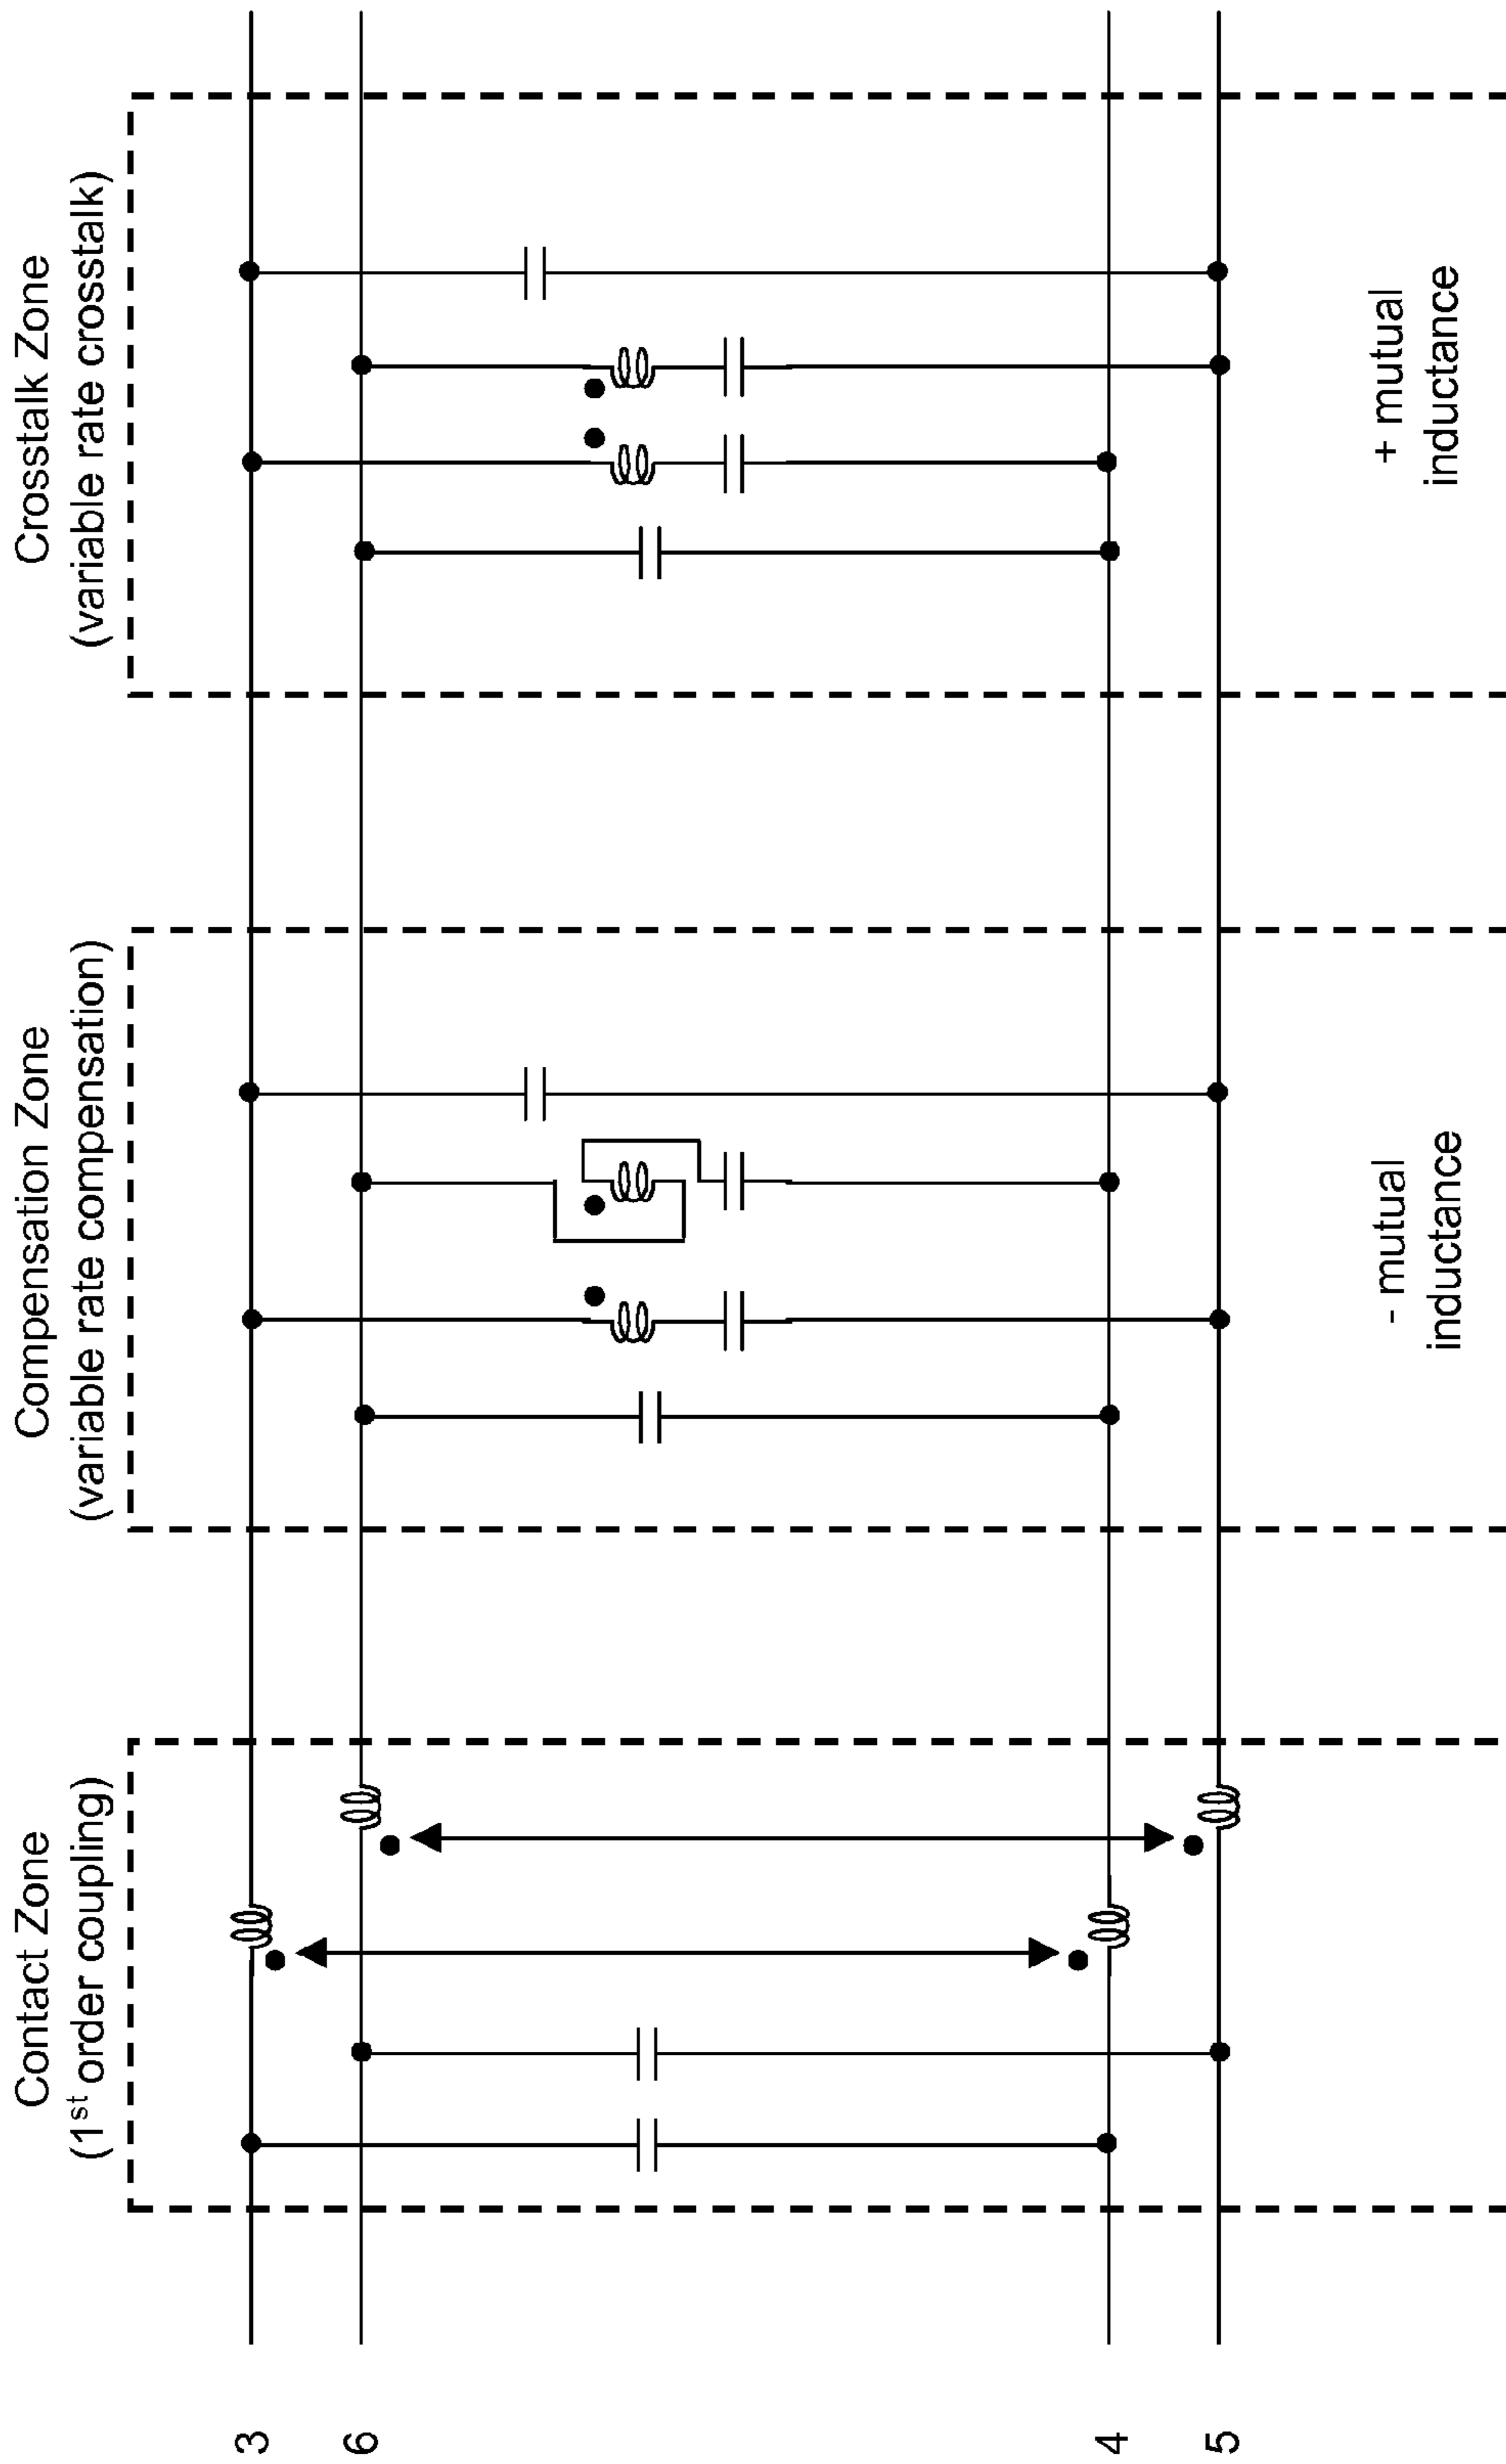 Contact Zone
(1st order coupling)
Compensation Zone
(variable rate compensation)
Crosstalk Zone
(variable rate crosstalk)
3
6
4
5
- mutual
inductance
+ mutual
inductance